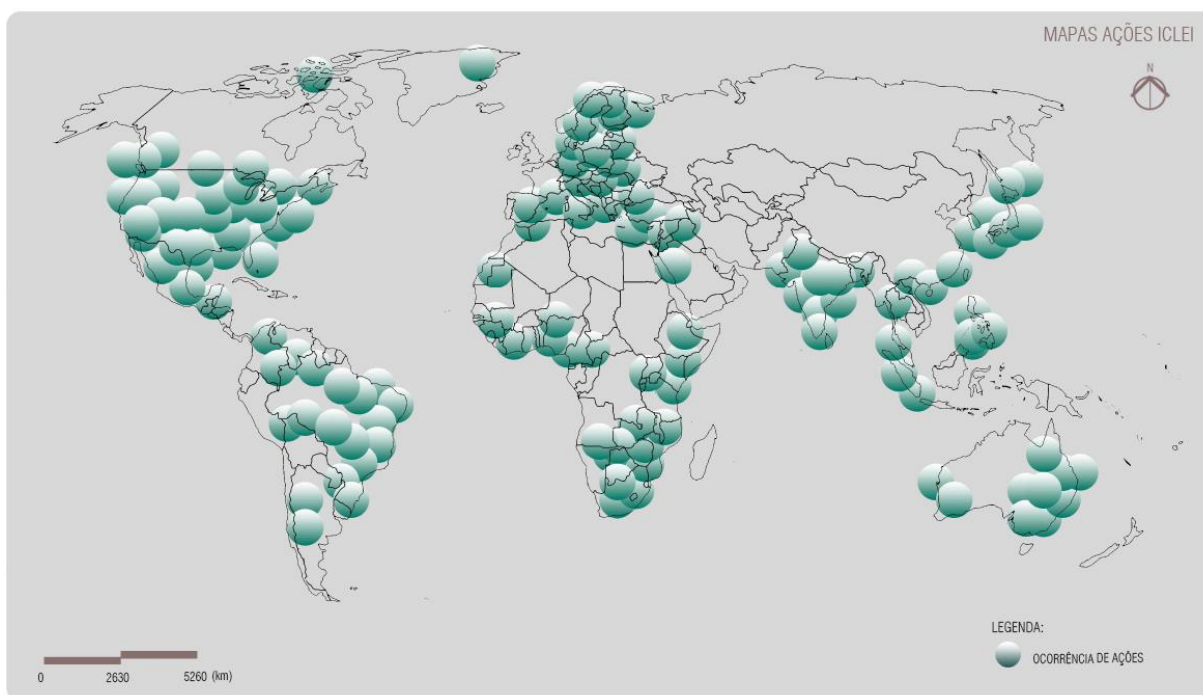 MAPAS AÇÕES ICLEI
N
LEGENDA:
OCORRÊNCIA DE AÇÕES
0 2630 5260 (km)